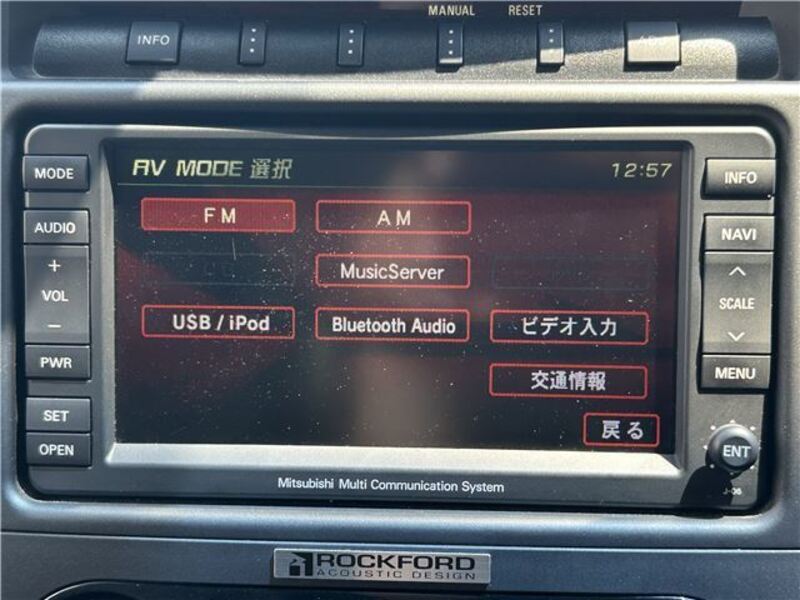 MANUAL RESET
INFO
MODE
AUDIO
+
VOL
−
PWR
SET
OPEN
AV MODE 選択 12:57
FM AM
MusicServer
USB / iPod Bluetooth Audio ビデオ入力
交通情報
戻る
INFO
NAVI
SCALE
MENU
ENT
J-06
Mitsubishi Multi Communication System
ROCKFORD
ACOUSTIC DESIGN